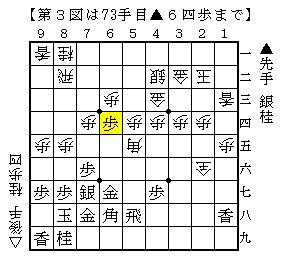 【第３図は73手目▲６四歩まで】
9 8 7 6 5 4 3 2 1
香 桂 一
飛 銀 金 王 二
歩 金 香 三
歩 歩 歩 歩 歩 歩 四
歩 歩 角 歩 五
歩 全 六
歩 歩 銀 金 歩 七
玉 金 角 飛 香 八
香 桂 九
▲先手 銀桂
△後手 桂歩四